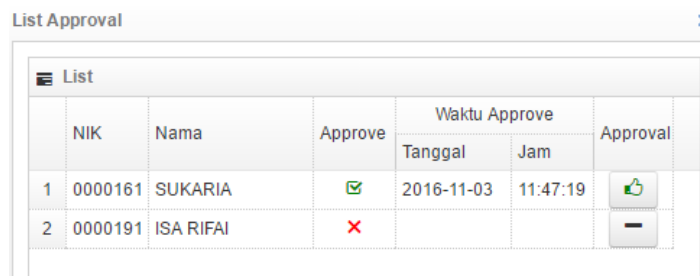 List Approval
List
NIK Nama Approve Waktu Approve Approval
Tanggal Jam
1 0000161 SUKARIA 2016-11-03 11:47:19
2 0000191 ISA RIFAI